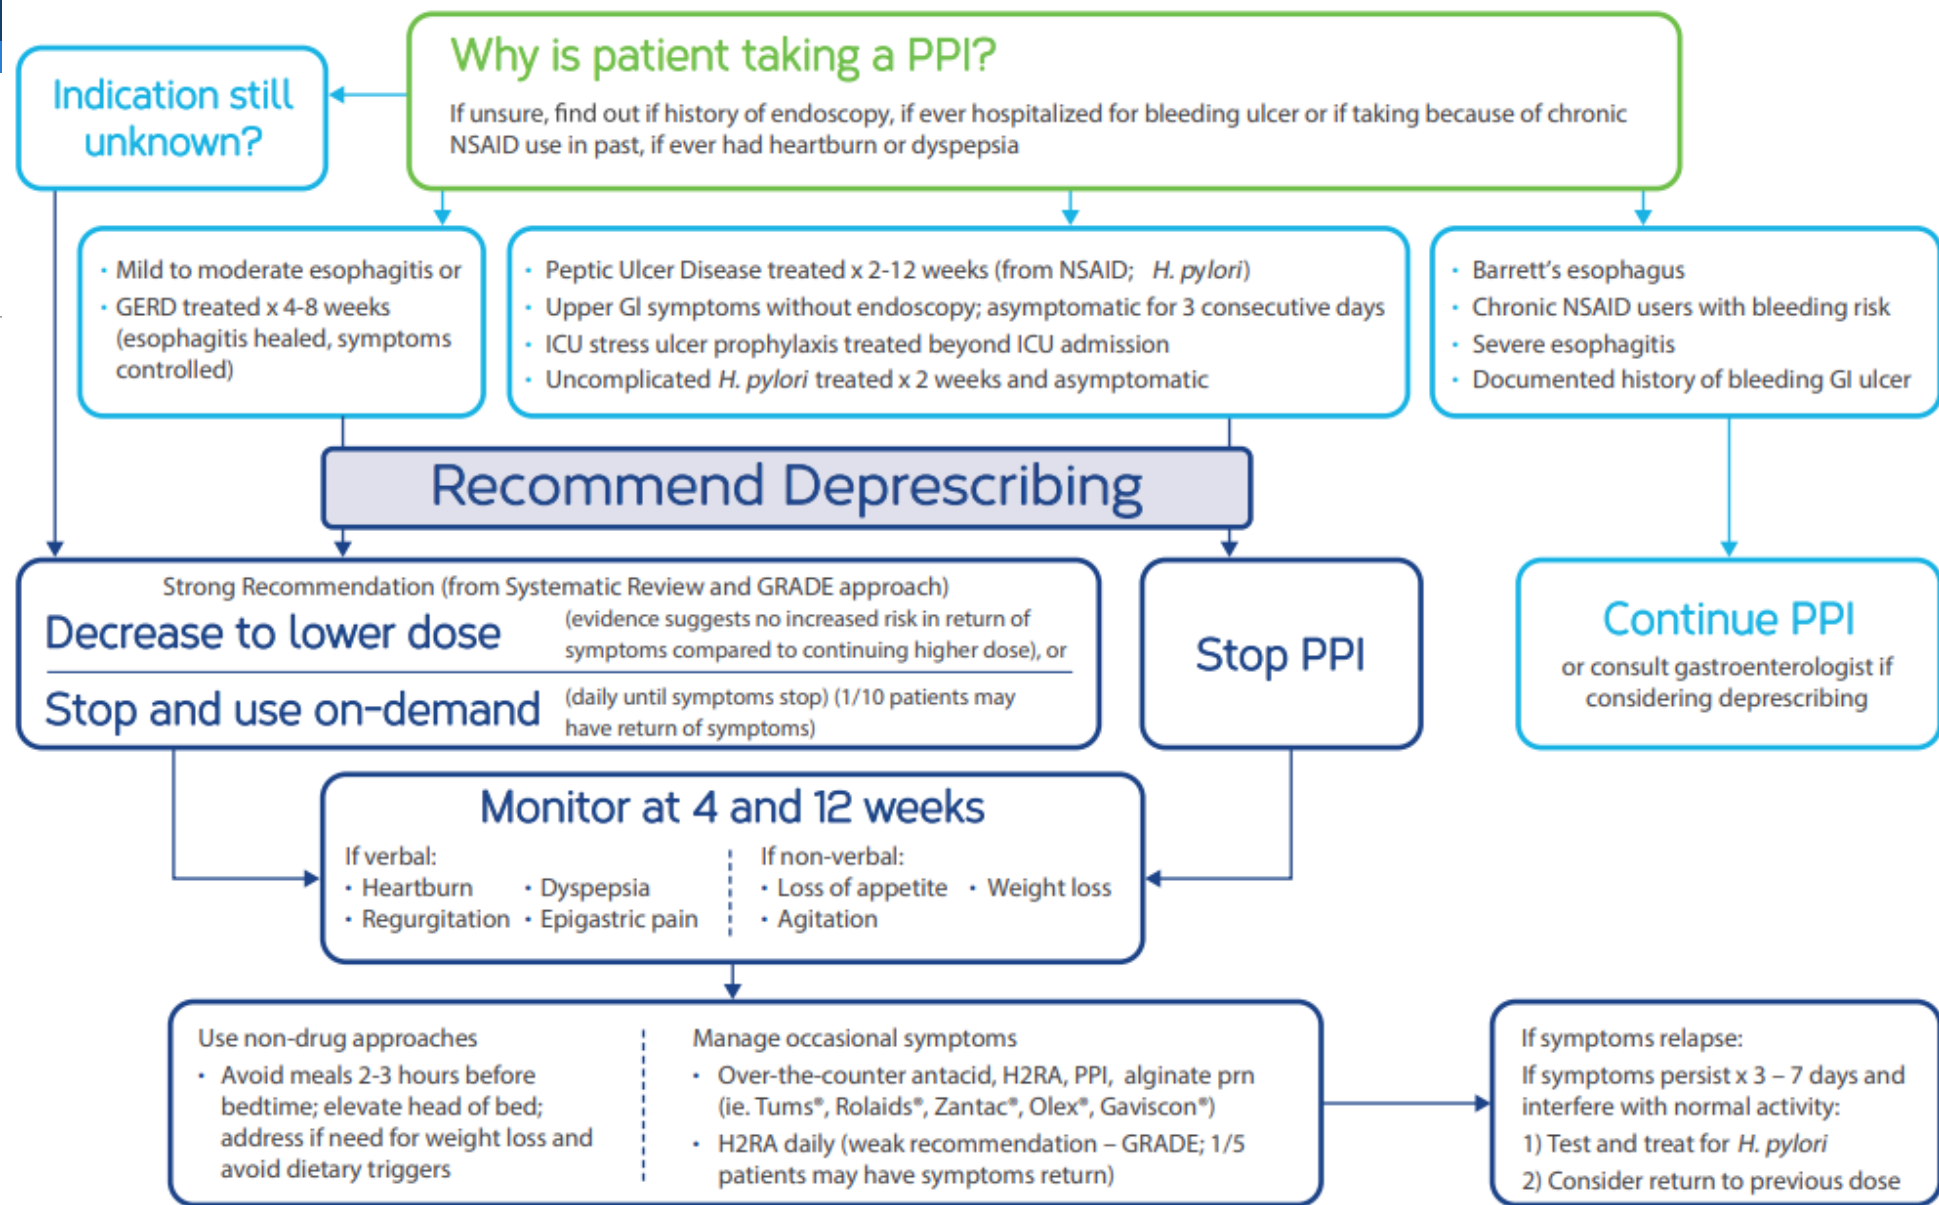 Why is patient taking a PPI?
If unsure, find out if history of endoscopy, if ever hospitalized for bleeding ulcer or if taking because of chronic
NSAID use in past, if ever had heartburn or dyspepsia
Indication still
unknown?
• Mild to moderate esophagitis or
• GERD treated x 4-8 weeks
(esophagitis healed, symptoms
controlled)
• Peptic Ulcer Disease treated x 2-12 weeks (from NSAID; H. pylori)
• Upper GI symptoms without endoscopy; asymptomatic for 3 consecutive days
• ICU stress ulcer prophylaxis treated beyond ICU admission
• Uncomplicated H. pylori treated x 2 weeks and asymptomatic
• Barrett's esophagus
• Chronic NSAID users with bleeding risk
• Severe esophagitis
• Documented history of bleeding GI ulcer
Recommend Deprescribing
Strong Recommendation (from Systematic Review and GRADE approach)
Decrease to lower dose
(evidence suggests no increased risk in return of
symptoms compared to continuing higher dose), or
Stop and use on-demand
(daily until symptoms stop) (1/10 patients may
have return of symptoms)
Stop PPI
Continue PPI
or consult gastroenterologist if
considering deprescribing
Monitor at 4 and 12 weeks
If verbal:
• Heartburn • Dyspepsia
• Regurgitation • Epigastric pain
If non-verbal:
• Loss of appetite • Weight loss
• Agitation
Use non-drug approaches
• Avoid meals 2-3 hours before
bedtime; elevate head of bed;
address if need for weight loss and
avoid dietary triggers
Manage occasional symptoms
• Over-the-counter antacid, H2RA, PPI, alginate prn
(ie. Tums®, Rolaids®, Zantac®, Olex®, Gaviscon®)
• H2RA daily (weak recommendation – GRADE; 1/5
patients may have symptoms return)
If symptoms relapse:
If symptoms persist x 3 – 7 days and
interfere with normal activity:
1) Test and treat for H. pylori
2) Consider return to previous dose